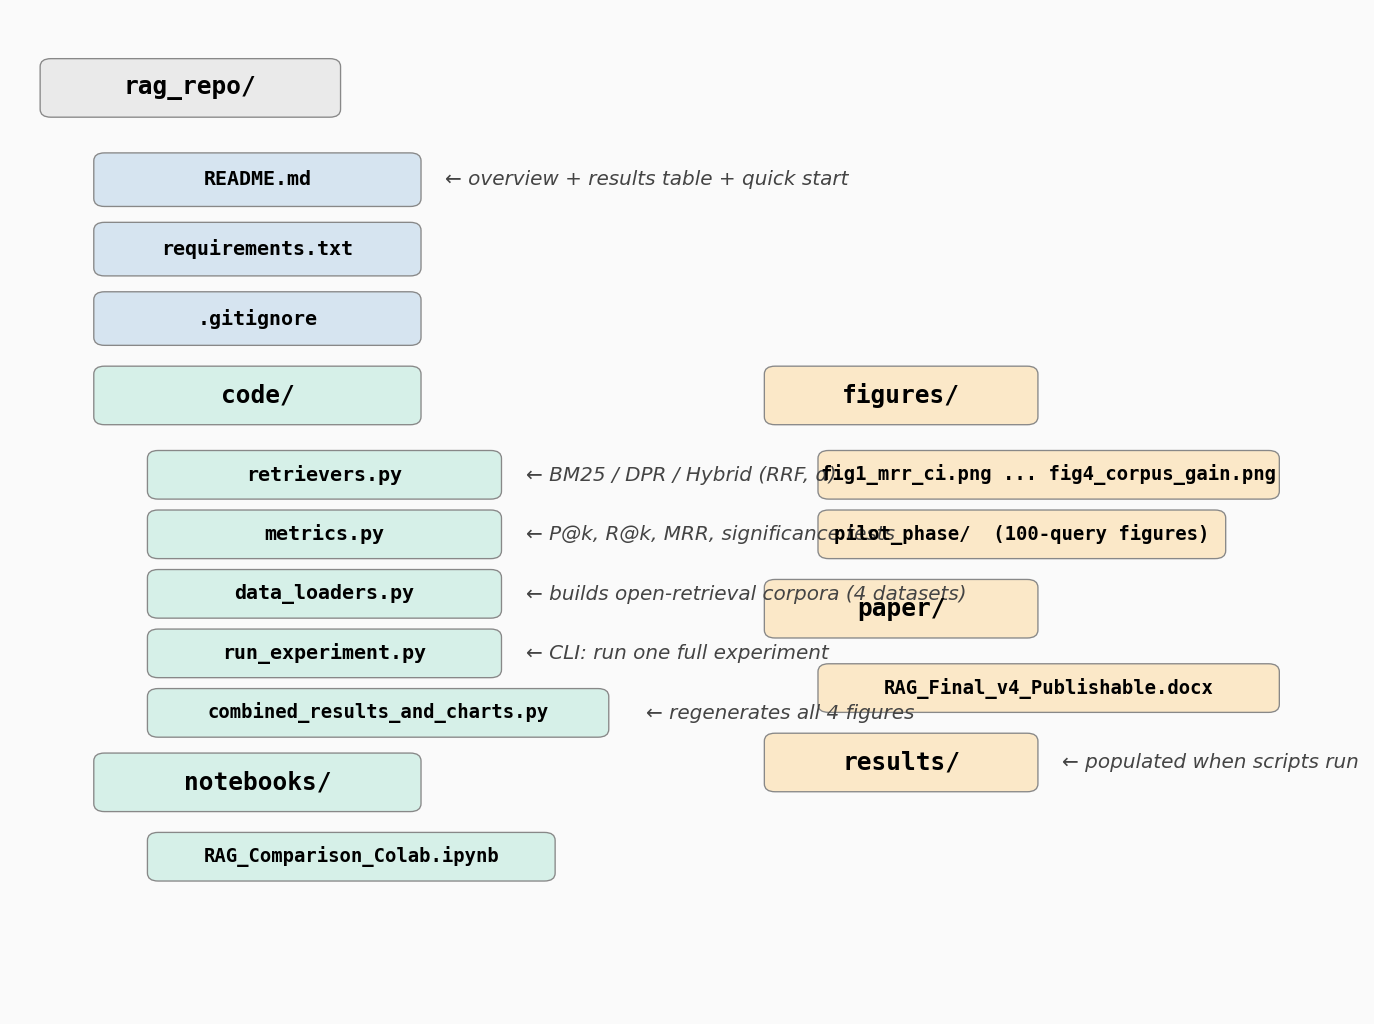 rag_repo/
README.md
← overview + results table + quick start
requirements.txt
.gitignore
code/
retrievers.py
← BM25 / DPR / Hybrid (RRF, α)
metrics.py
← P@k, R@k, MRR, significance tests
data_loaders.py
← builds open-retrieval corpora (4 datasets)
run_experiment.py
← CLI: run one full experiment
combined_results_and_charts.py
← regenerates all 4 figures
notebooks/
RAG_Comparison_Colab.ipynb
figures/
fig1_mrr_ci.png ... fig4_corpus_gain.png
pilot_phase/ (100-query figures)
paper/
RAG_Final_v4_Publishable.docx
results/
← populated when scripts run